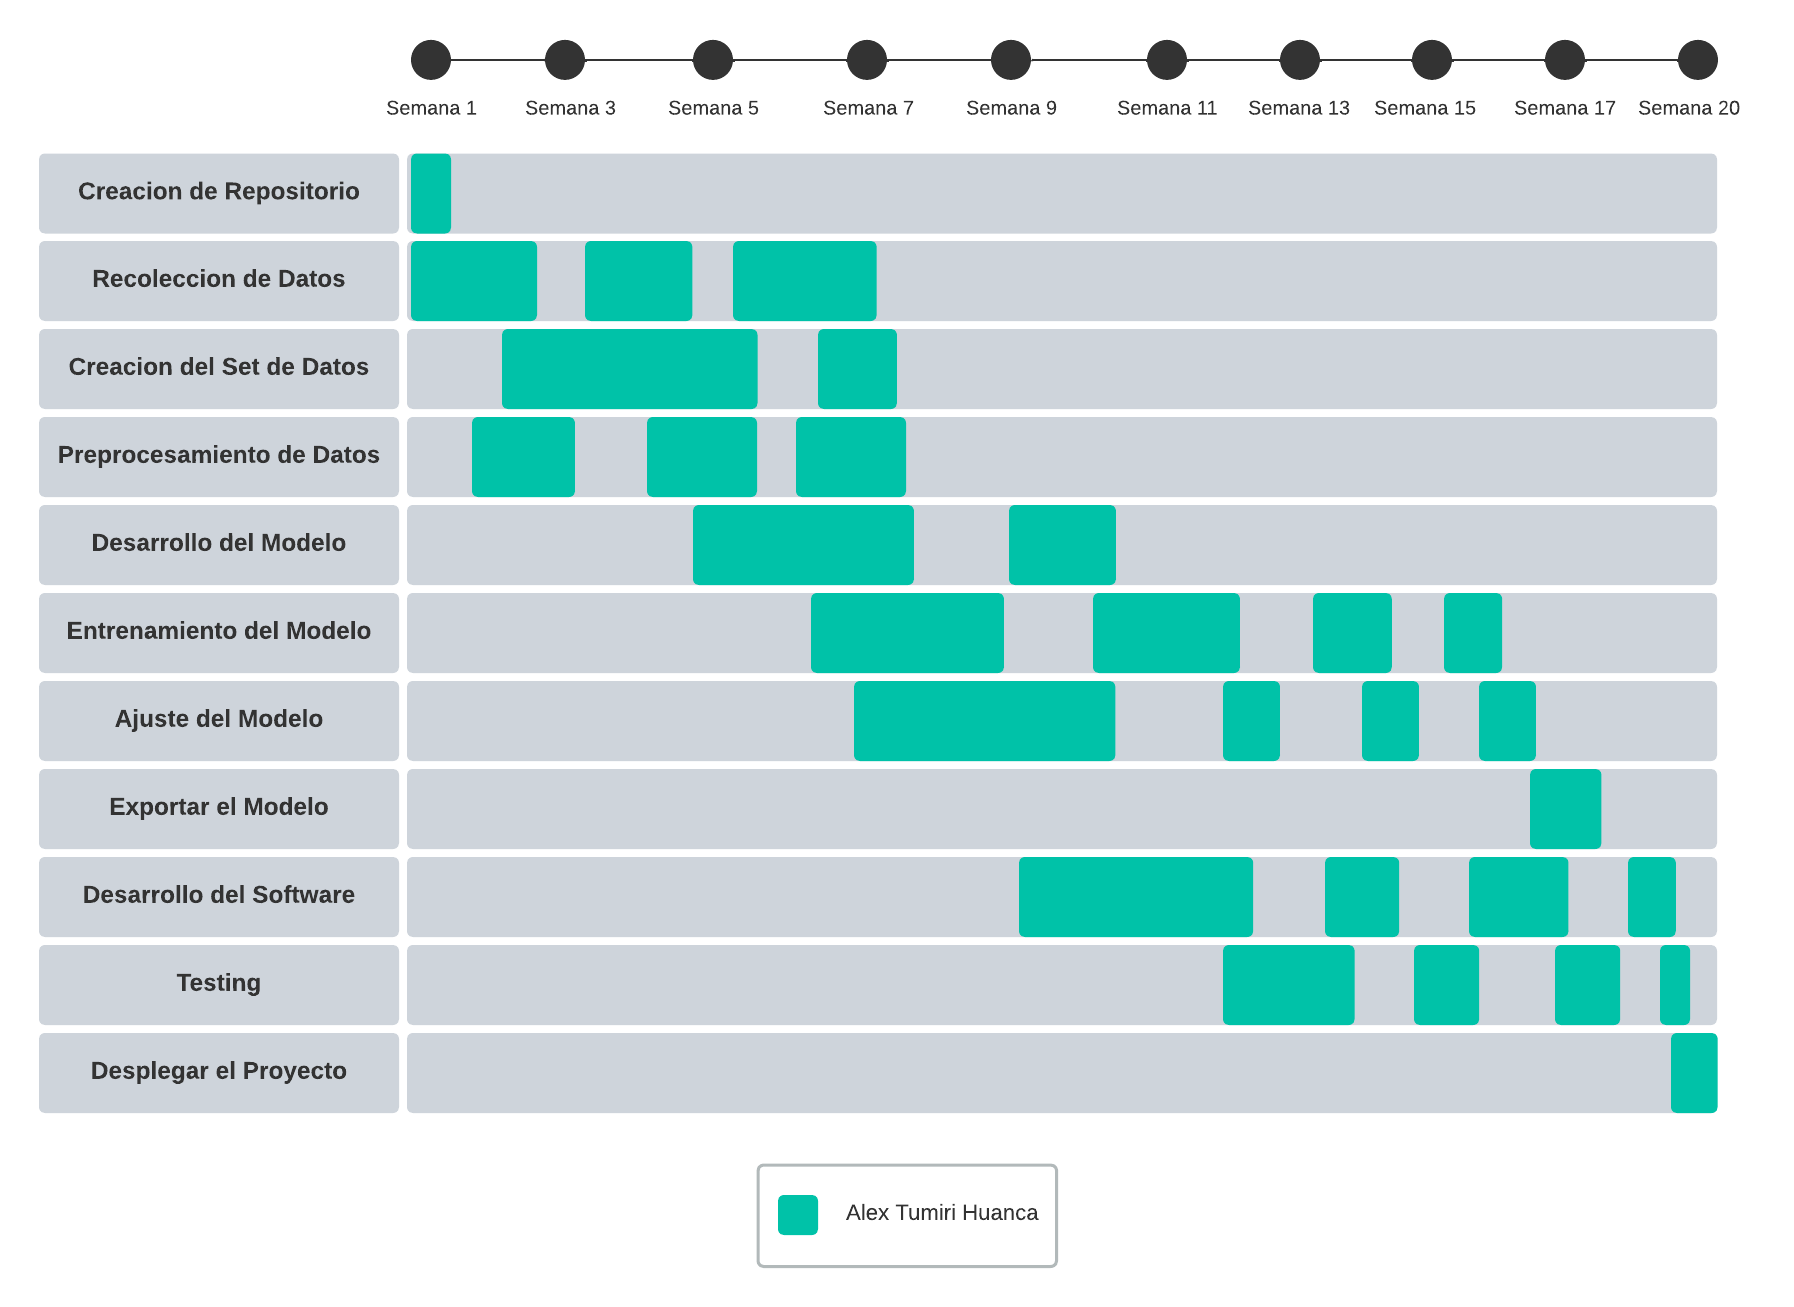 Semana 1
Semana 3
Semana 5
Semana 7
Semana 9
Semana 11
Semana 13
Semana 15
Semana 17
Semana 20
Creacion de Repositorio
Recoleccion de Datos
Creacion del Set de Datos
Preprocesamiento de Datos
Desarrollo del Modelo
Entrenamiento del Modelo
Ajuste del Modelo
Exportar el Modelo
Desarrollo del Software
Testing
Desplegar el Proyecto
Alex Tumiri Huanca